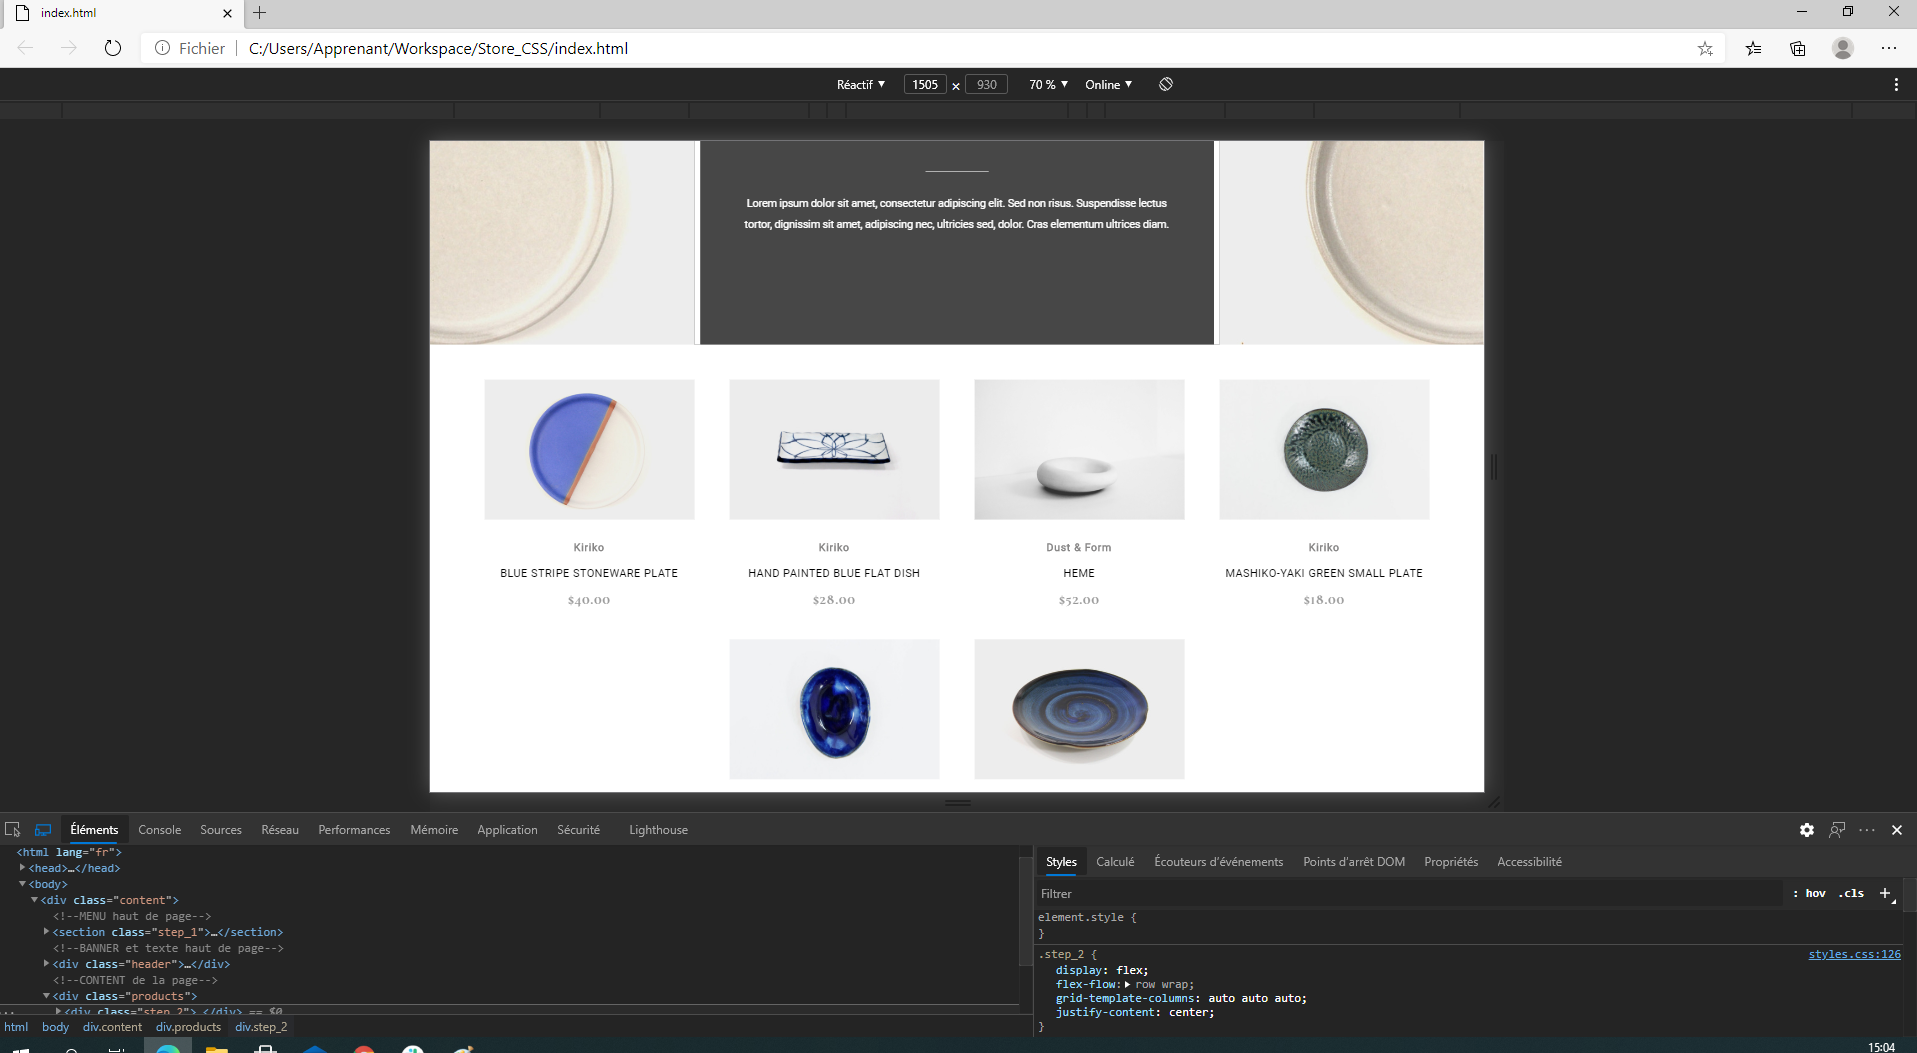 index.html
Fichier C:/Users/Apprenant/Workspace/Store_CSS/index.html
Réactif 1505 × 930 70 % Online
Lorem ipsum dolor sit amet, consectetur adipiscing elit. Sed non risus. Suspendisse lectus
tortor, dignissim sit amet, adipiscing nec, ultricies sed, dolor. Cras elementum ultrices diam.
Kiriko Kiriko Dust & Form Kiriko
BLUE STRIPE STONEWARE PLATE HAND PAINTED BLUE FLAT DISH HEME MASHIKO-YAKI GREEN SMALL PLATE
$40.00 $28.00 $52.00 $18.00
Éléments Console Sources Réseau Performances Mémoire Application Sécurité Lighthouse
<html lang="fr">
<head>…</head>
<body>
<div class="content">
<!--MENU haut de page-->
<section class="step_1">…</section>
<!--BANNER et texte haut de page-->
<div class="header">…</div>
<!--CONTENT de la page-->
<div class="products">
<div class="step_2">…</div> == $0
html body div.content div.products div.step_2
Styles Calculé Écouteurs d'événements Points d'arrêt DOM Propriétés Accessibilité
Filtrer : hov .cls +
element.style {
}
.step_2 { styles.css:126
display: flex;
flex-flow: row wrap;
grid-template-columns: auto auto auto;
justify-content: center;
}
15:04